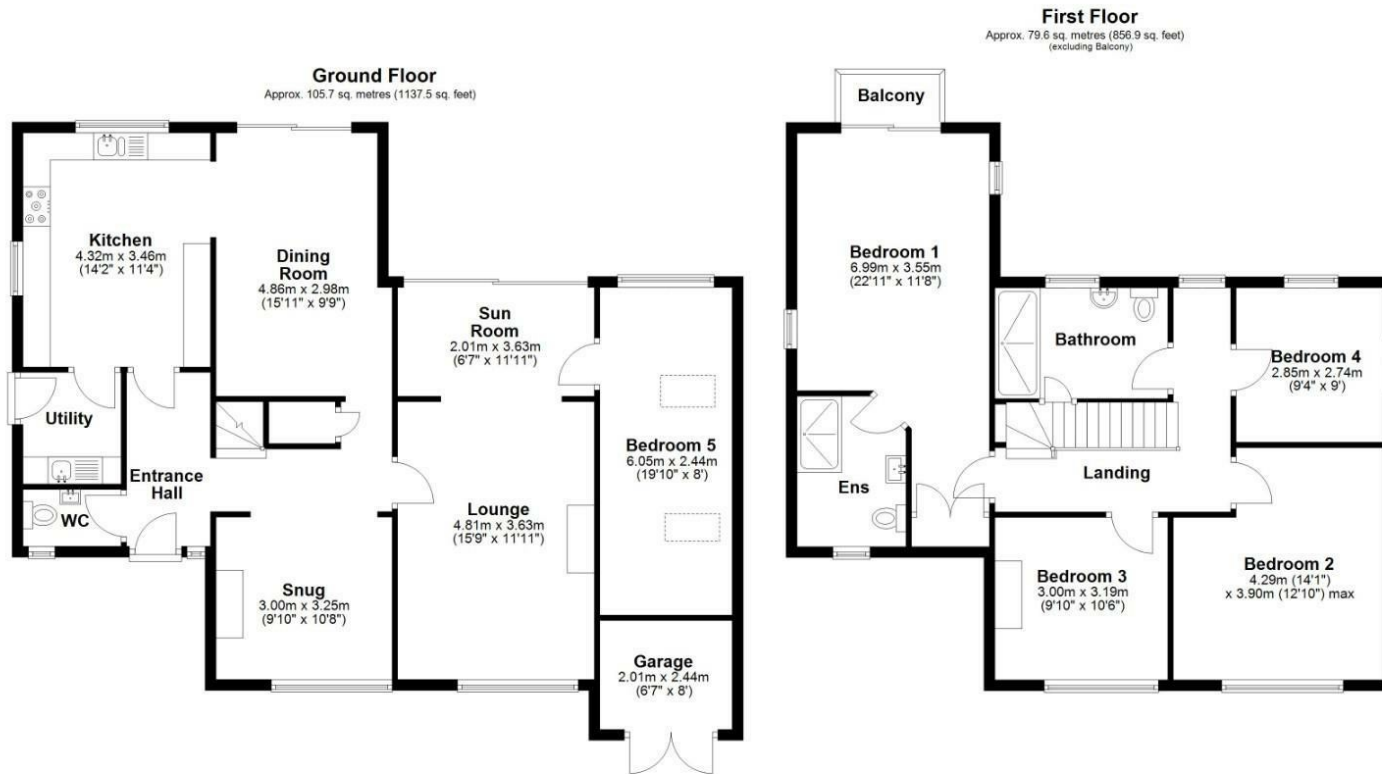 Ground Floor
Approx. 105.7 sq. metres (1137.5 sq. feet)
Kitchen
4.32m x 3.46m
(14'2" x 11'4")
Dining
Room
4.86m x 2.98m
(15'11" x 9'9")
Sun
Room
2.01m x 3.63m
(6'7" x 11'11")
Utility
Entrance
Hall
WC
Lounge
4.81m x 3.63m
(15'9" x 11'11")
Bedroom 5
6.05m x 2.44m
(19'10" x 8')
Snug
3.00m x 3.25m
(9'10" x 10'8")
Garage
2.01m x 2.44m
(6'7" x 8')
First Floor
Approx. 79.6 sq. metres (856.9 sq. feet)
(excluding Balcony)
Balcony
Bedroom 1
6.99m x 3.55m
(22'11" x 11'8")
Bathroom
Bedroom 4
2.85m x 2.74m
(9'4" x 9')
Ens
Landing
Bedroom 3
3.00m x 3.19m
(9'10" x 10'6")
Bedroom 2
4.29m (14'1")
x 3.90m (12'10") max